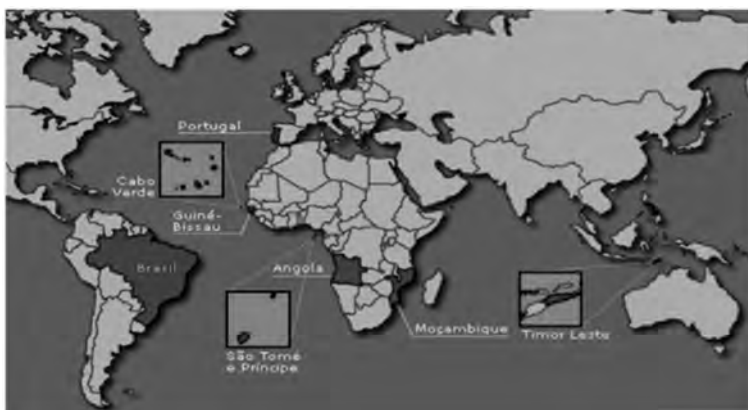 Portugal
Cabo
Verde
Guiné-
Bissau
Brasil
Angola
São Tomé
e Príncipe
Moçambique
Timor Leste